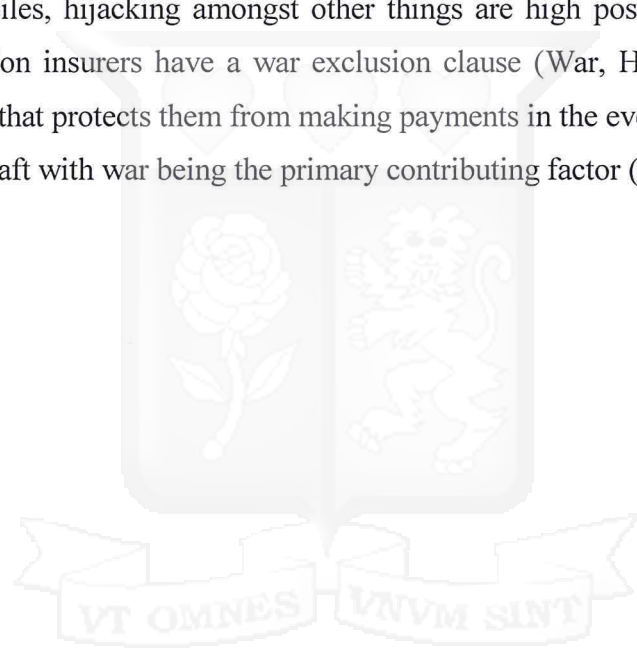 iles, hijacking amongst other things are high pos
on insurers have a war exclusion clause (War, H
that protects them from making payments in the eve
aft with war being the primary contributing factor (
VT OMNES VNVM SINT